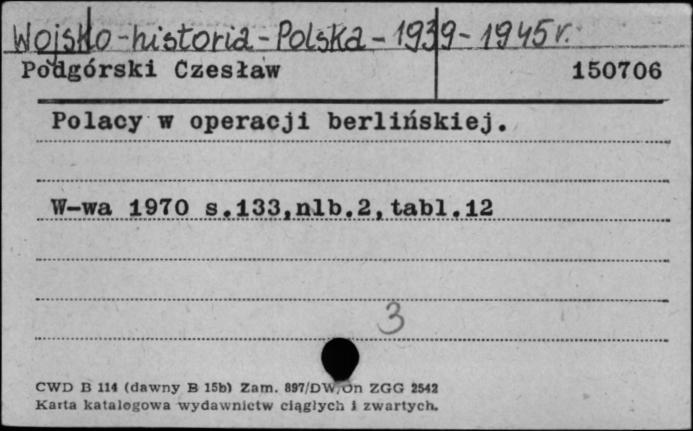 Wojsko-historia-Polska-1939-1945r.
Podgórski Czesław 150706
Polacy w operacji berlińskiej.
W-wa 1970 s.133,nlb.2,tabl.12
3
CWD B 114 (dawny B 15b) Zam. 897/DW/On ZGG 2542
Karta katalogowa wydawnictw ciągłych i zwartych.